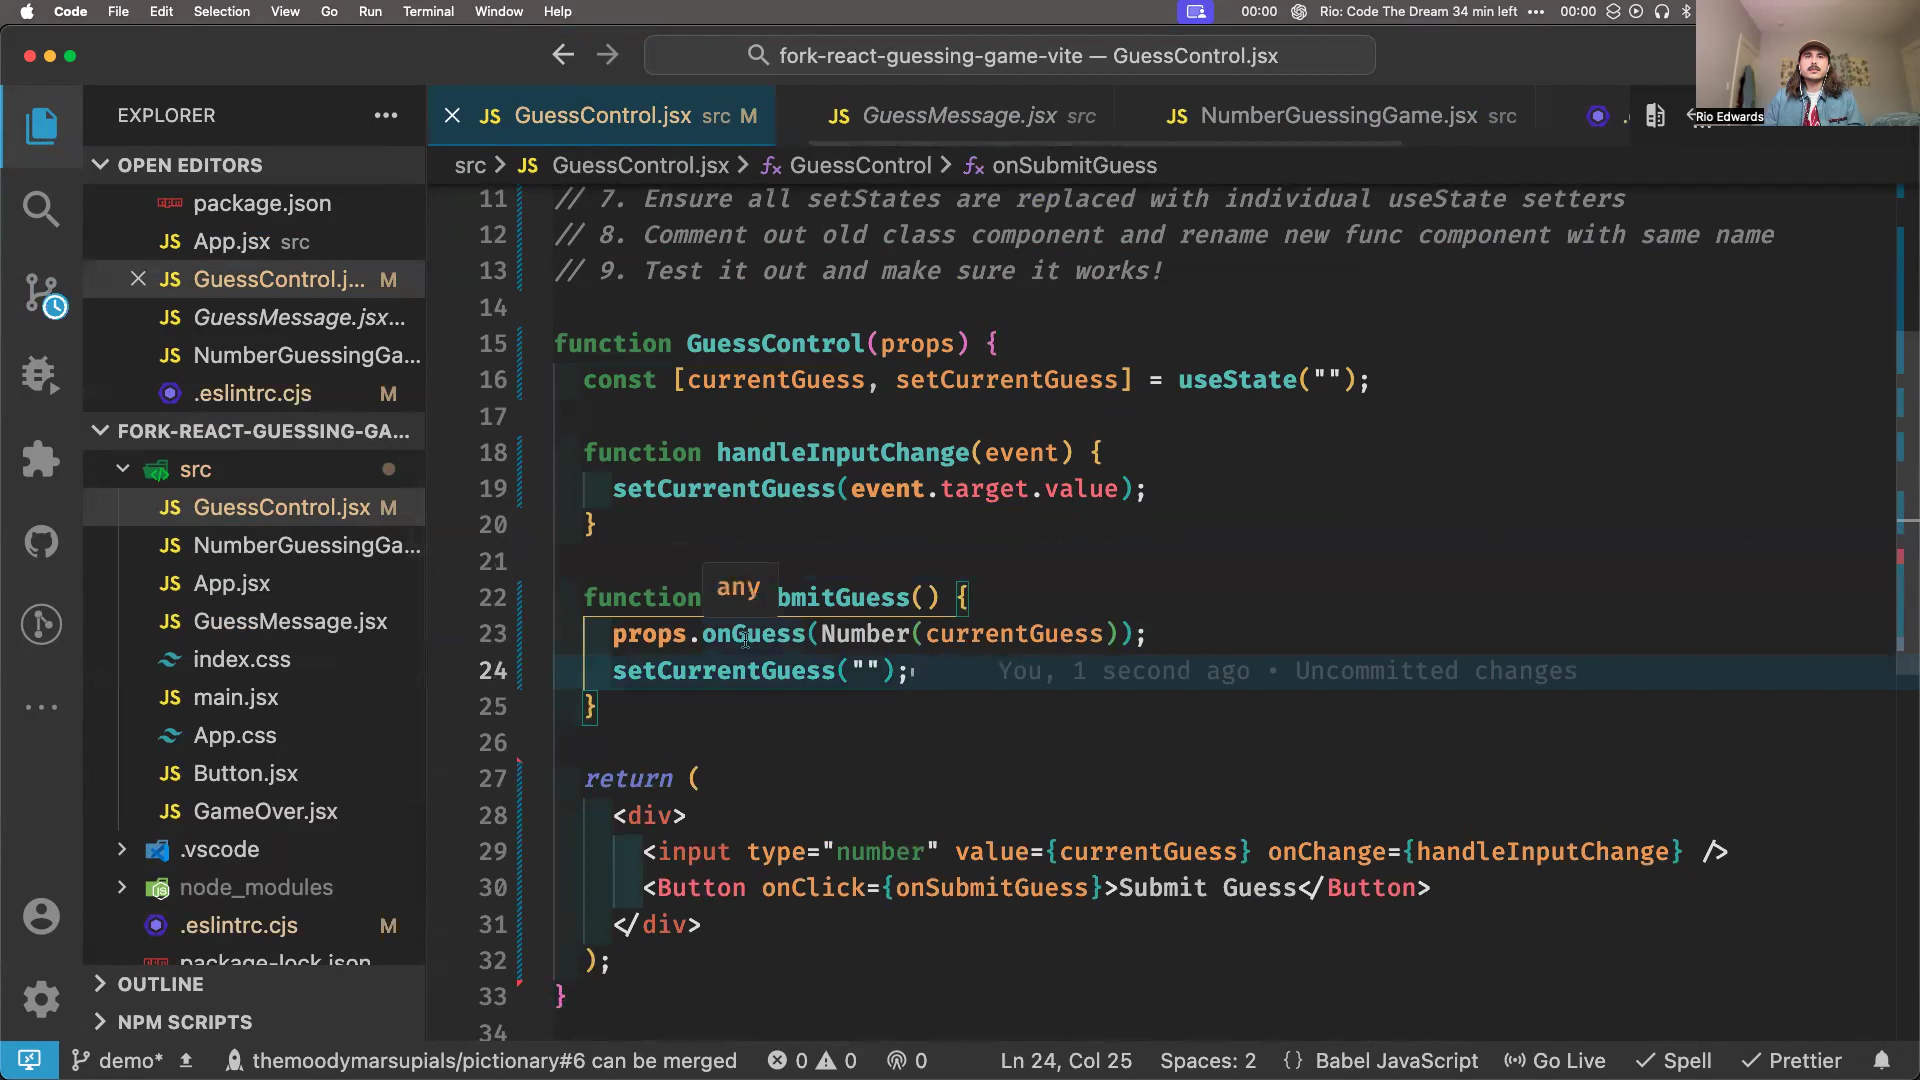 Code File Edit Selection View Go Run Terminal Window Help 00:00 Rio: Code The Dream 34 min left ••• 00:00
fork-react-guessing-game-vite — GuessControl.jsx
Rio Edwards
EXPLORER
JS GuessControl.jsx src M
JS GuessMessage.jsx src
JS NumberGuessingGame.jsx src
OPEN EDITORS
package.json
JS App.jsx src
JS GuessControl.j... M
JS GuessMessage.jsx...
JS NumberGuessingGa...
.eslintrc.cjs M
FORK-REACT-GUESSING-GA...
src
JS GuessControl.jsx M
JS NumberGuessingGa...
JS App.jsx
JS GuessMessage.jsx
index.css
JS main.jsx
App.css
JS Button.jsx
JS GameOver.jsx
.vscode
node_modules
.eslintrc.cjs M
package-lock.json
OUTLINE
NPM SCRIPTS
src > JS GuessControl.jsx > GuessControl > onSubmitGuess
11 // 7. Ensure all setStates are replaced with individual useState setters
12 // 8. Comment out old class component and rename new func component with same name
13 // 9. Test it out and make sure it works!
14
15 function GuessControl(props) {
16 const [currentGuess, setCurrentGuess] = useState("");
17
18 function handleInputChange(event) {
19 setCurrentGuess(event.target.value);
20 }
21
any
22 function bmitGuess() {
23 props.onGuess(Number(currentGuess));
24 setCurrentGuess(""); You, 1 second ago • Uncommitted changes
25 }
26
27 return (
28 <div>
29 <input type="number" value={currentGuess} onChange={handleInputChange} />
30 <Button onClick={onSubmitGuess}>Submit Guess</Button>
31 </div>
32 );
33 }
34
demo* themoodymarsupials/pictionary#6 can be merged 0 0 0 Ln 24, Col 25 Spaces: 2 {} Babel JavaScript Go Live Spell Prettier